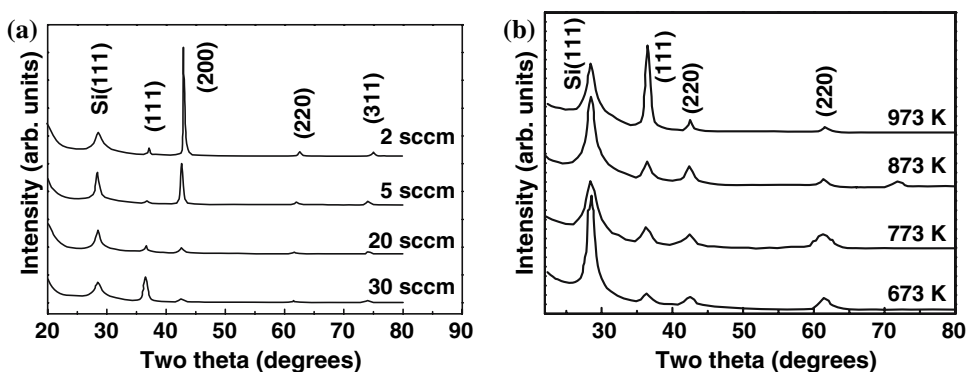 (a)
Intensity (arb. units)
Si(111)
(111)
(200)
(220)
(311)
2 sccm
5 sccm
20 sccm
30 sccm
20 30 40 50 60 70 80 90
Two theta (degrees)
(b)
Intensity (arb. units)
Si(111)
(111)
(220)
(220)
973 K
873 K
773 K
673 K
30 40 50 60 70 80
Two theta (degrees)